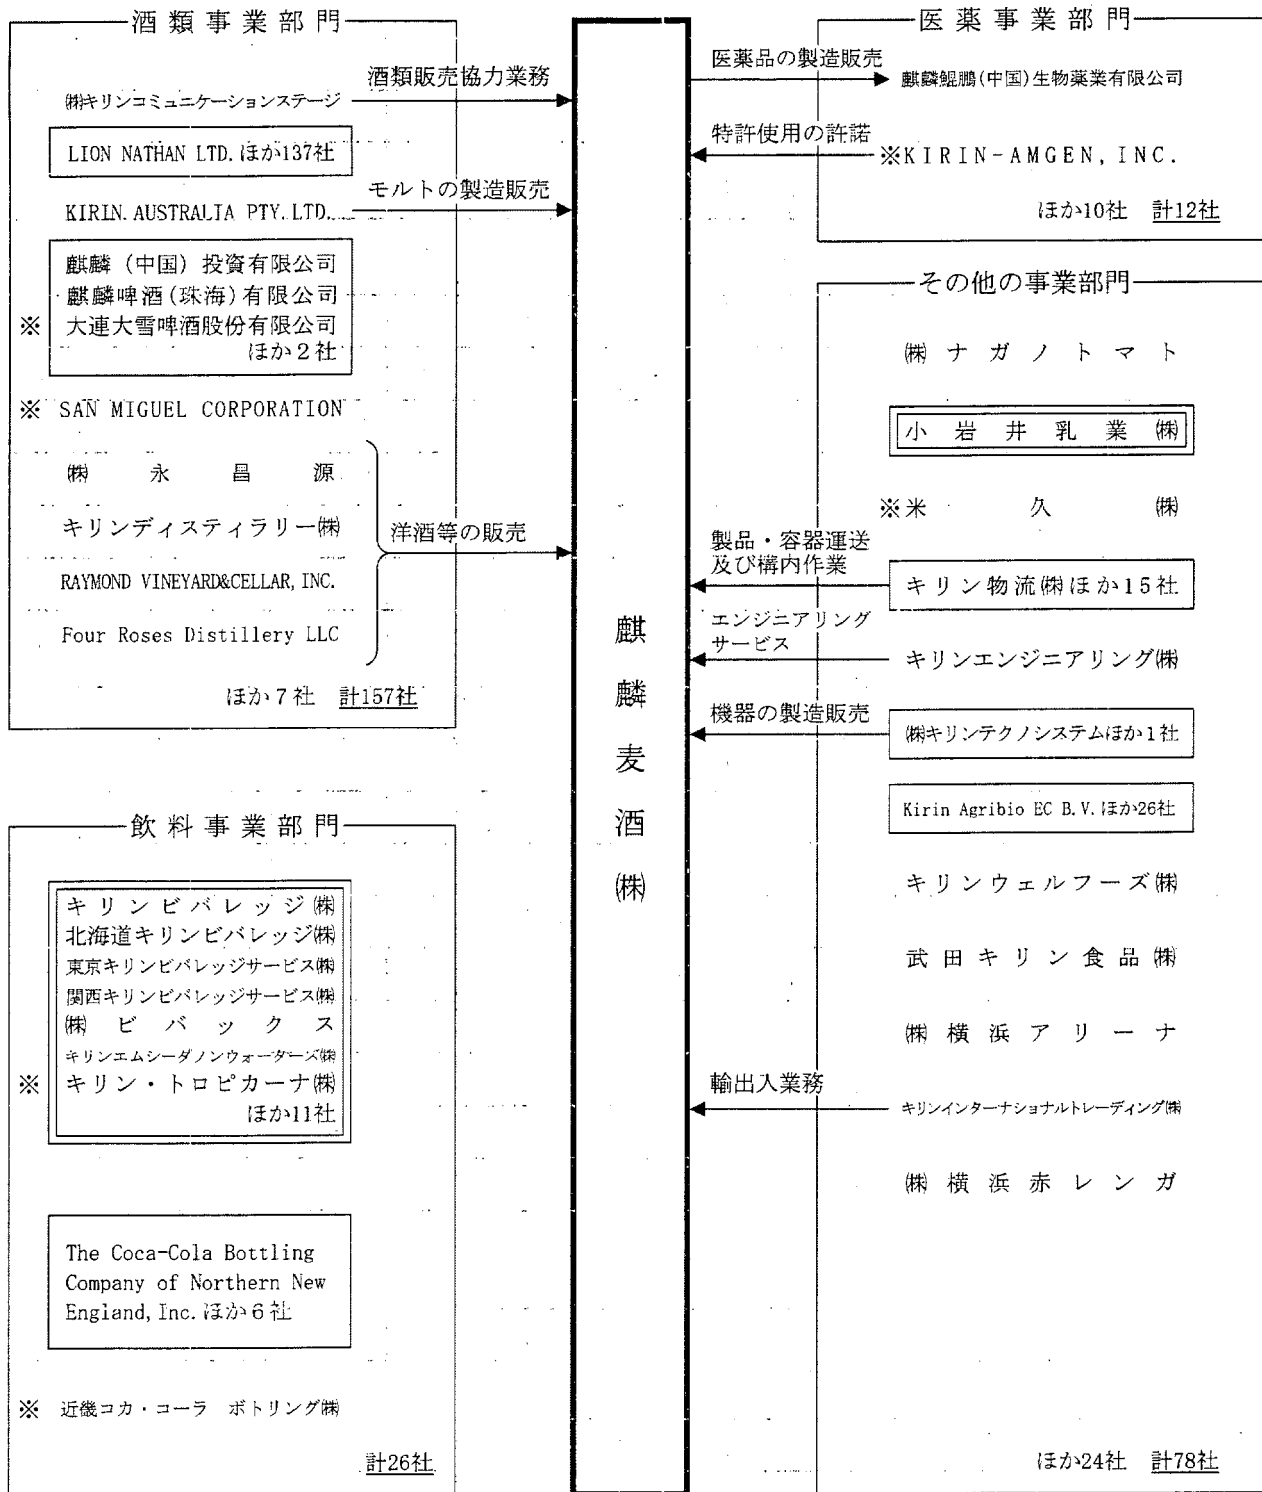 酒類事業部門
酒類販売協力業務
㈱キリンコミュニケーションステージ
LION NATHAN LTD. ほか137社
モルトの製造販売
KIRIN AUSTRALIA PTY. LTD.
麒麟（中国）投資有限公司
麒麟啤酒(珠海)有限公司
※ 大連大雪啤酒股份有限公司
ほか２社
※ SAN MIGUEL CORPORATION
㈱永昌源
キリンディスティラリー㈱
洋酒等の販売
RAYMOND VINEYARD&CELLAR, INC.
Four Roses Distillery LLC
ほか７社 計157社
飲料事業部門
キリンビバレッジ㈱
北海道キリンビバレッジ㈱
東京キリンビバレッジサービス㈱
関西キリンビバレッジサービス㈱
㈱ビバックス
キリンエムシーダノンウォーターズ㈱
※ キリン・トロピカーナ㈱
ほか11社
The Coca-Cola Bottling
Company of Northern New
England, Inc. ほか６社
※ 近畿コカ・コーラ ボトリング㈱
計26社
麒麟麦酒㈱
医薬事業部門
医薬品の製造販売
麒麟鯤鵬(中国)生物薬業有限公司
特許使用の許諾
※KIRIN-AMGEN, INC.
ほか10社 計12社
その他の事業部門
㈱ナガノトマト
小岩井乳業㈱
※米久㈱
製品・容器運送
及び構内作業
キリン物流㈱ほか15社
エンジニアリング
サービス
キリンエンジニアリング㈱
機器の製造販売
㈱キリンテクノシステムほか１社
Kirin Agribio EC B.V. ほか26社
キリンウェルフーズ㈱
武田キリン食品㈱
㈱横浜アリーナ
輸出入業務
キリンインターナショナルトレーディング㈱
㈱横浜赤レンガ
ほか24社 計78社